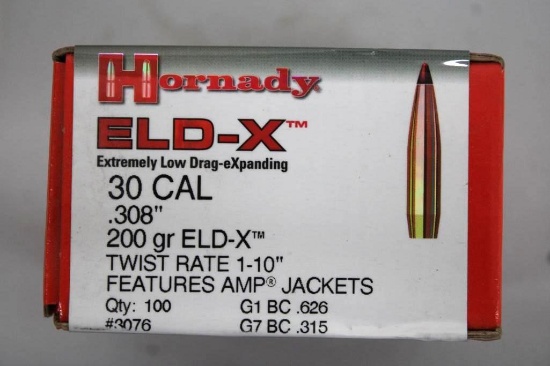 Hornady
ELD-X™
Extremely Low Drag-eXpanding
30 CAL
.308"
200 gr ELD-X™
TWIST RATE 1-10"
FEATURES AMP® JACKETS
Qty: 100 G1 BC .626
#3076 G7 BC .315